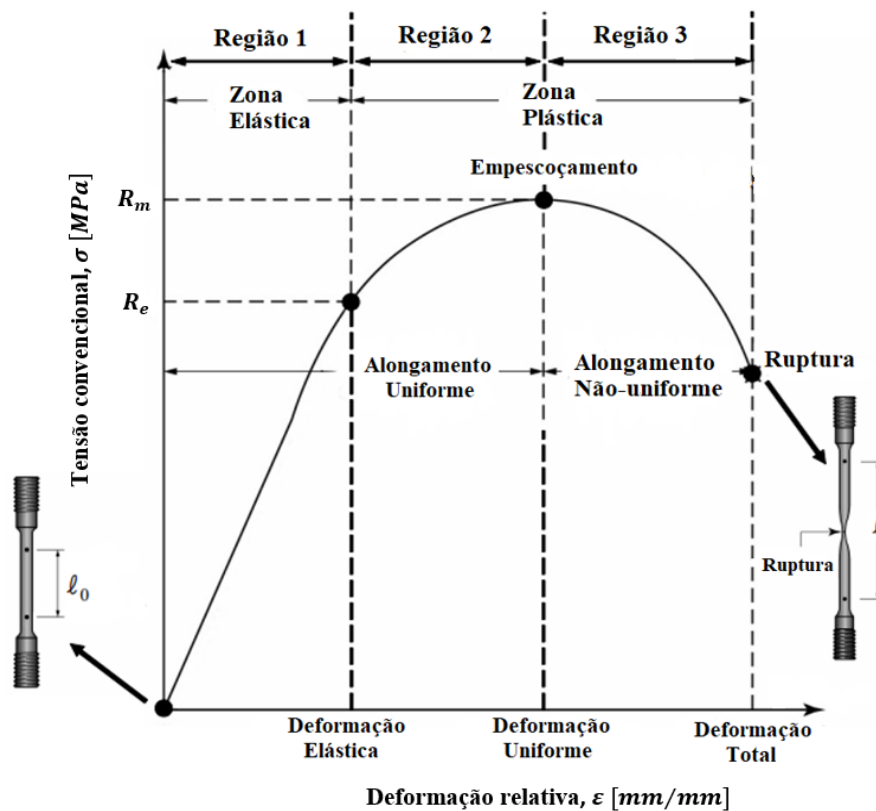 Região 1
Região 2
Região 3
Zona
Elástica
Zona
Plástica
Empescoçamento
Tensão convencional, σ [MPa]
R_m
R_e
Alongamento
Uniforme
Alongamento
Não-uniforme
Ruptura
ℓ₀
Ruptura
Deformação
Elástica
Deformação
Uniforme
Deformação
Total
Deformação relativa, ε [mm/mm]